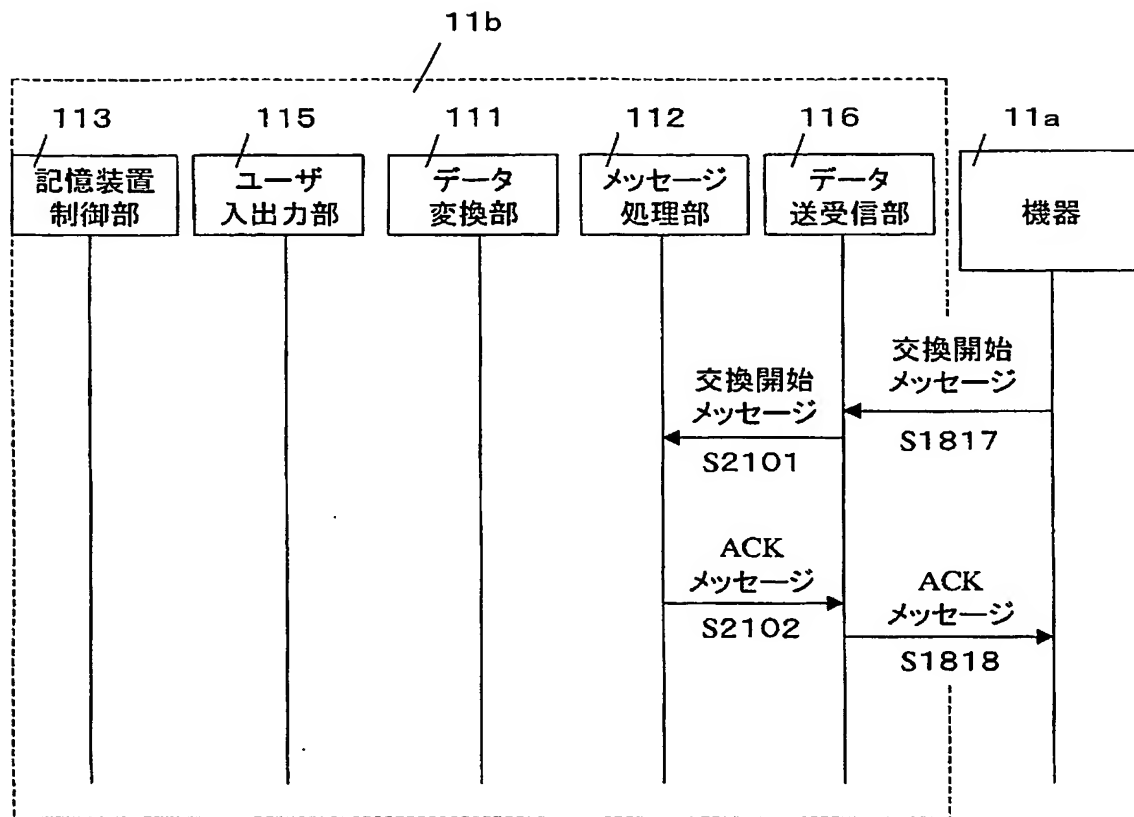 11b
113
115
111
112
116
11a
記憶装置
制御部
ユーザ
入出力部
データ
変換部
メッセージ
処理部
データ
送受信部
機器
交換開始
メッセージ
S1817
交換開始
メッセージ
S2101
ACK
メッセージ
S2102
ACK
メッセージ
S1818